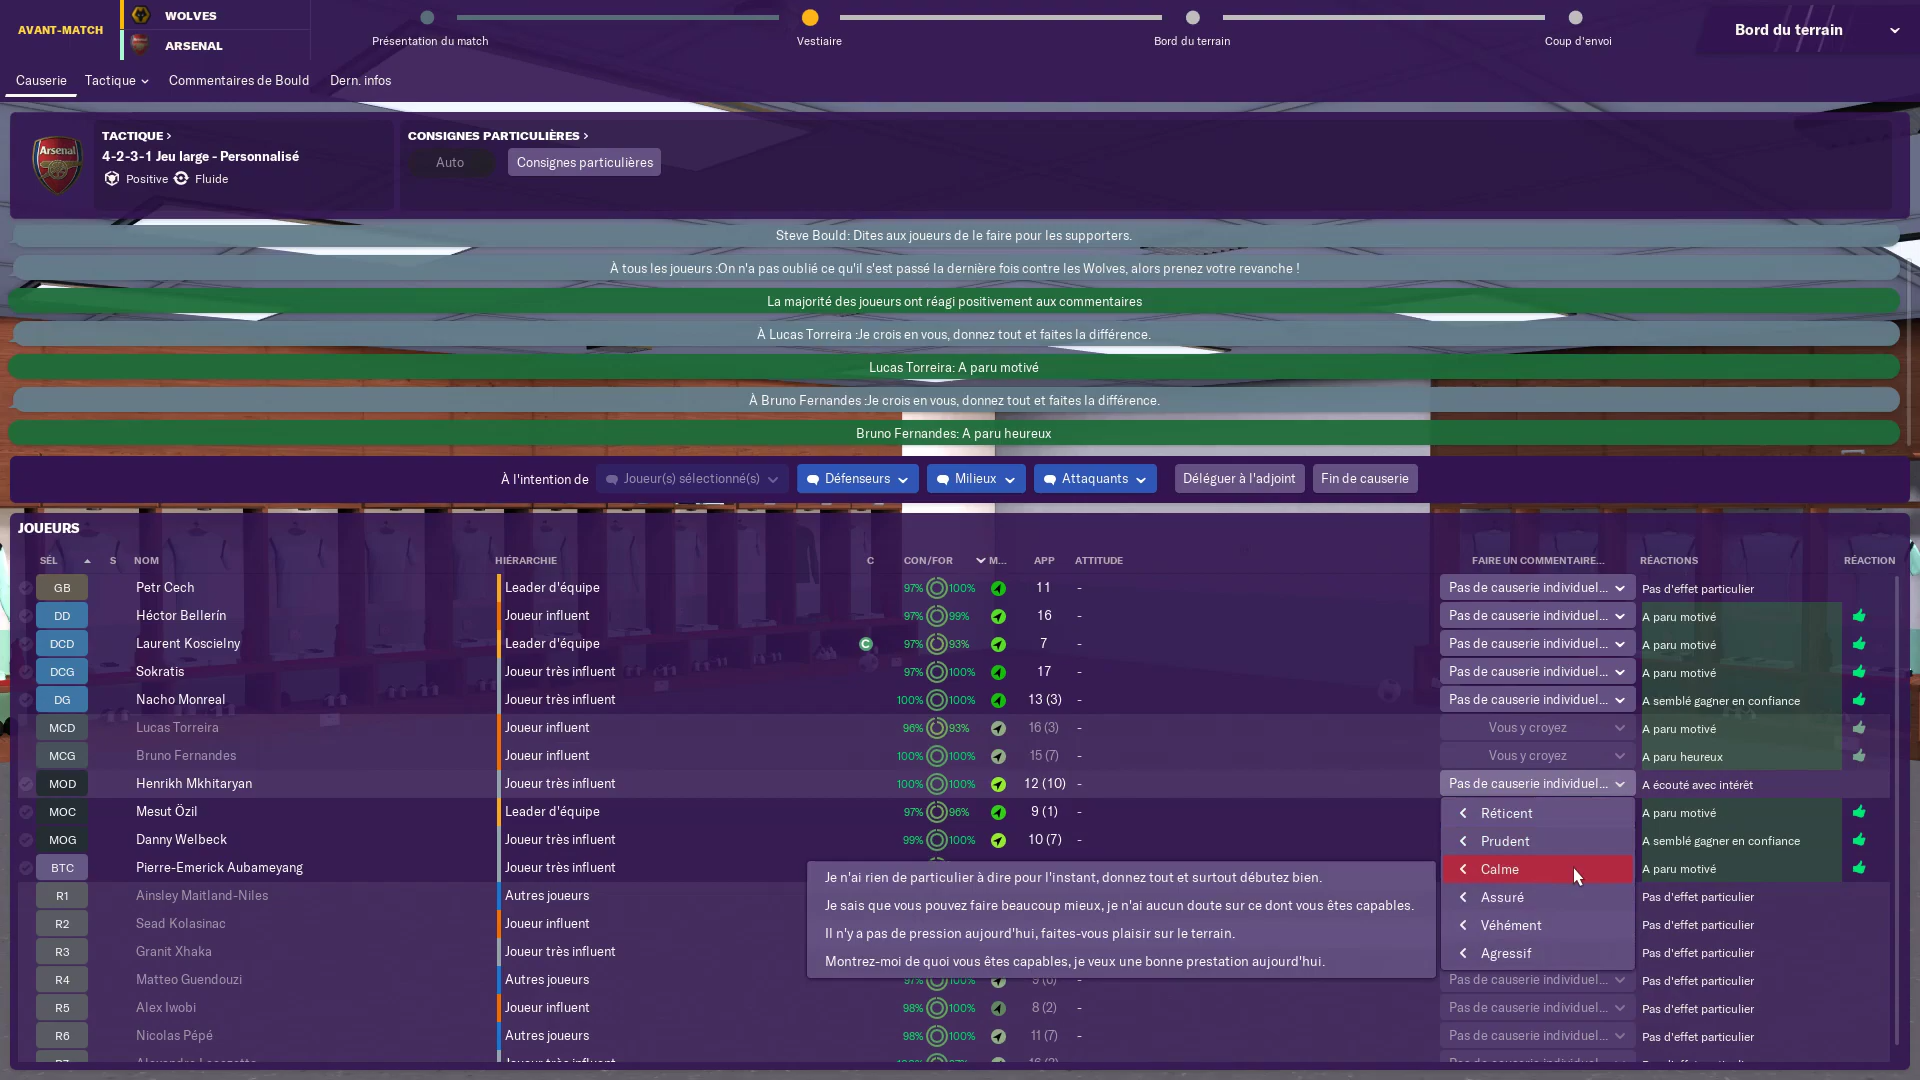 AVANT-MATCH
WOLVES
ARSENAL
Présentation du match
Vestiaire
Bord du terrain
Coup d'envoi
Bord du terrain
Causerie Tactique Commentaires de Bould Dern. infos
Arsenal
TACTIQUE >
4-2-3-1 Jeu large - Personnalisé
Positive Fluide
CONSIGNES PARTICULIÈRES >
Auto Consignes particulières
Steve Bould: Dites aux joueurs de le faire pour les supporters.
À tous les joueurs :On n'a pas oublié ce qu'il s'est passé la dernière fois contre les Wolves, alors prenez votre revanche !
La majorité des joueurs ont réagi positivement aux commentaires
À Lucas Torreira :Je crois en vous, donnez tout et faites la différence.
Lucas Torreira: A paru motivé
À Bruno Fernandes :Je crois en vous, donnez tout et faites la différence.
Bruno Fernandes: A paru heureux
À l'intention de Joueur(s) sélectionné(s) Défenseurs Milieux Attaquants Déléguer à l'adjoint Fin de causerie
JOUEURS
SÉL S NOM HIÉRARCHIE C CON/FOR M... APP ATTITUDE FAIRE UN COMMENTAIRE... RÉACTIONS RÉACTION
GB Petr Cech Leader d'équipe 97% 100% 11 - Pas de causerie individuel... Pas d'effet particulier
DD Héctor Bellerín Joueur influent 97% 99% 16 - Pas de causerie individuel... A paru motivé
DCD Laurent Koscielny Leader d'équipe C 97% 93% 7 - Pas de causerie individuel... A paru motivé
DCG Sokratis Joueur très influent 97% 100% 17 - Pas de causerie individuel... A paru motivé
DG Nacho Monreal Joueur très influent 100% 100% 13 (3) - Pas de causerie individuel... A semblé gagner en confiance
MCD Lucas Torreira Joueur influent 96% 93% 16 (3) - Vous y croyez A paru motivé
MCG Bruno Fernandes Joueur influent 100% 100% 15 (7) - Vous y croyez A paru heureux
MOD Henrikh Mkhitaryan Joueur très influent 100% 100% 12 (10) - Pas de causerie individuel... A écouté avec intérêt
MOC Mesut Özil Leader d'équipe 97% 96% 9 (1) - Réticent A paru motivé
MOG Danny Welbeck Joueur très influent 99% 100% 10 (7) - Prudent A semblé gagner en confiance
BTC Pierre-Emerick Aubameyang Joueur très influent Calme A paru motivé
Je n'ai rien de particulier à dire pour l'instant, donnez tout et surtout débutez bien.
R1 Ainsley Maitland-Niles Autres joueurs Assuré Pas d'effet particulier
Je sais que vous pouvez faire beaucoup mieux, je n'ai aucun doute sur ce dont vous êtes capables.
R2 Sead Kolasinac Joueur influent Véhément Pas d'effet particulier
Il n'y a pas de pression aujourd'hui, faites-vous plaisir sur le terrain.
R3 Granit Xhaka Joueur très influent Agressif Pas d'effet particulier
Montrez-moi de quoi vous êtes capables, je veux une bonne prestation aujourd'hui.
R4 Matteo Guendouzi Autres joueurs 97% 100% - Pas de causerie individuel... Pas d'effet particulier
R5 Alex Iwobi Joueur influent 98% 100% 8 (2) - Pas de causerie individuel... Pas d'effet particulier
R6 Nicolas Pépé Autres joueurs 98% 100% 11 (7) - Pas de causerie individuel... Pas d'effet particulier